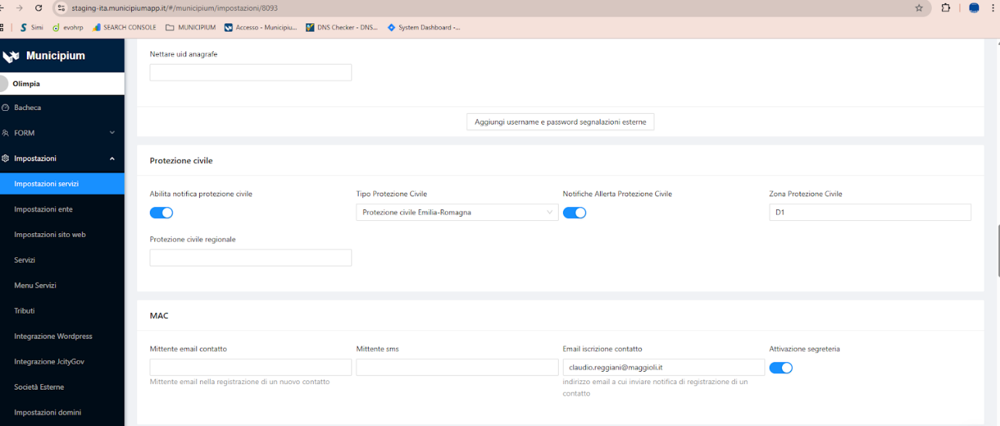 staging-ita.municipiumapp.it/#/municipium/impostazioni/8093
Simi evohrp SEARCH CONSOLE MUNICIPIUM Accesso - Municipiu... DNS Checker - DNS... System Dashboard -...
Municipium
Olimpia
Bacheca
FORM
Impostazioni
Impostazioni servizi
Impostazioni ente
Impostazioni sito web
Servizi
Menu Servizi
Tributi
Integrazione Wordpress
Integrazione JcityGov
Società Esterne
Impostazioni domini
Nettare uid anagrafe
Aggiungi username e password segnalazioni esterne
Protezione civile
Abilita notifica protezione civile Tipo Protezione Civile Notifiche Allerta Protezione Civile Zona Protezione Civile
Protezione civile Emilia-Romagna D1
Protezione civile regionale
MAC
Mittente email contatto Mittente sms Email iscrizione contatto Attivazione segreteria
claudio.reggiani@maggioli.it
Mittente email nella registrazione di un nuovo contatto indirizzo email a cui inviare notifica di registrazione di un
contatto